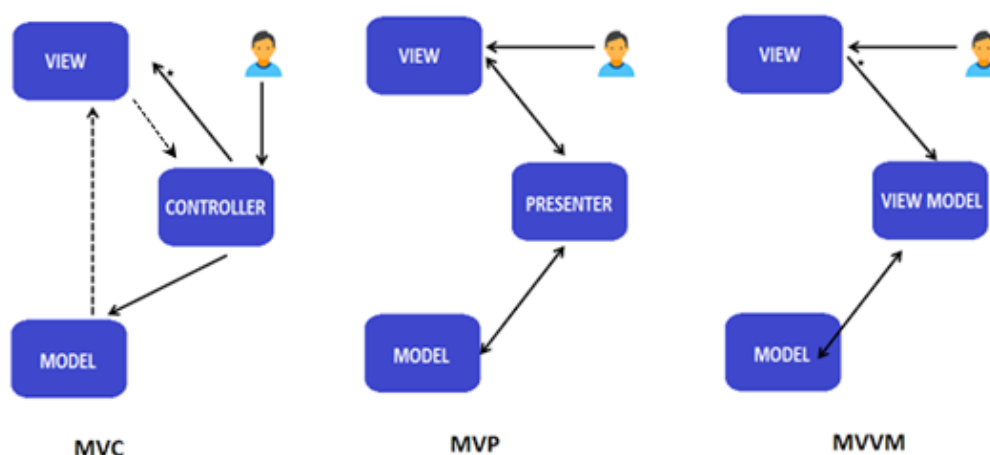 VIEW
CONTROLLER
MODEL
MVC
VIEW
PRESENTER
MODEL
MVP
VIEW
VIEW MODEL
MODEL
MVVM